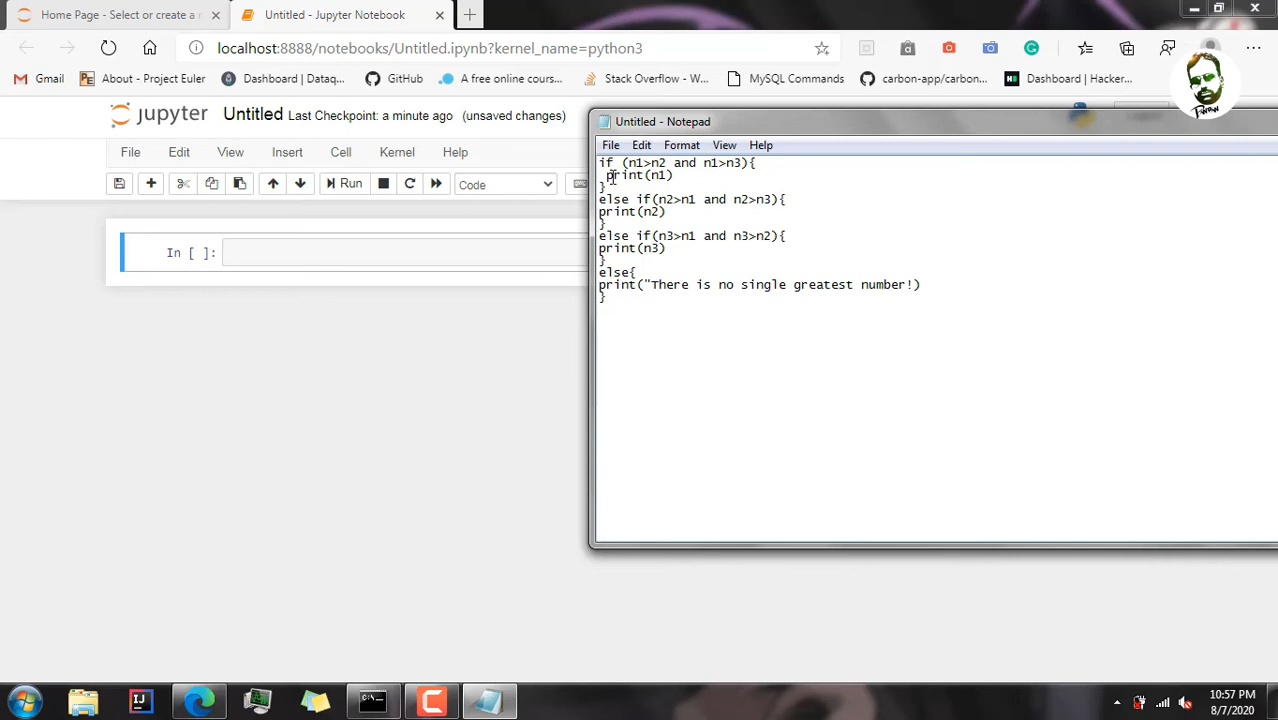 Home Page - Select or create a n
Untitled - Jupyter Notebook
localhost:8888/notebooks/Untitled.ipynb?kernel_name=python3
Gmail
About - Project Euler
Dashboard | Dataq...
GitHub
A free online cours...
Stack Overflow - W...
MySQL Commands
carbon-app/carbon...
Dashboard | Hacker...
jupyter Untitled Last Checkpoint: a minute ago (unsaved changes)
File Edit View Insert Cell Kernel Help
Run
Code
In [ ]:
Untitled - Notepad
File Edit Format View Help
if (n1>n2 and n1>n3){
print(n1)
}
else if(n2>n1 and n2>n3){
print(n2)
}
else if(n3>n1 and n3>n2){
print(n3)
}
else{
print("There is no single greatest number!)
}
10:57 PM
8/7/2020